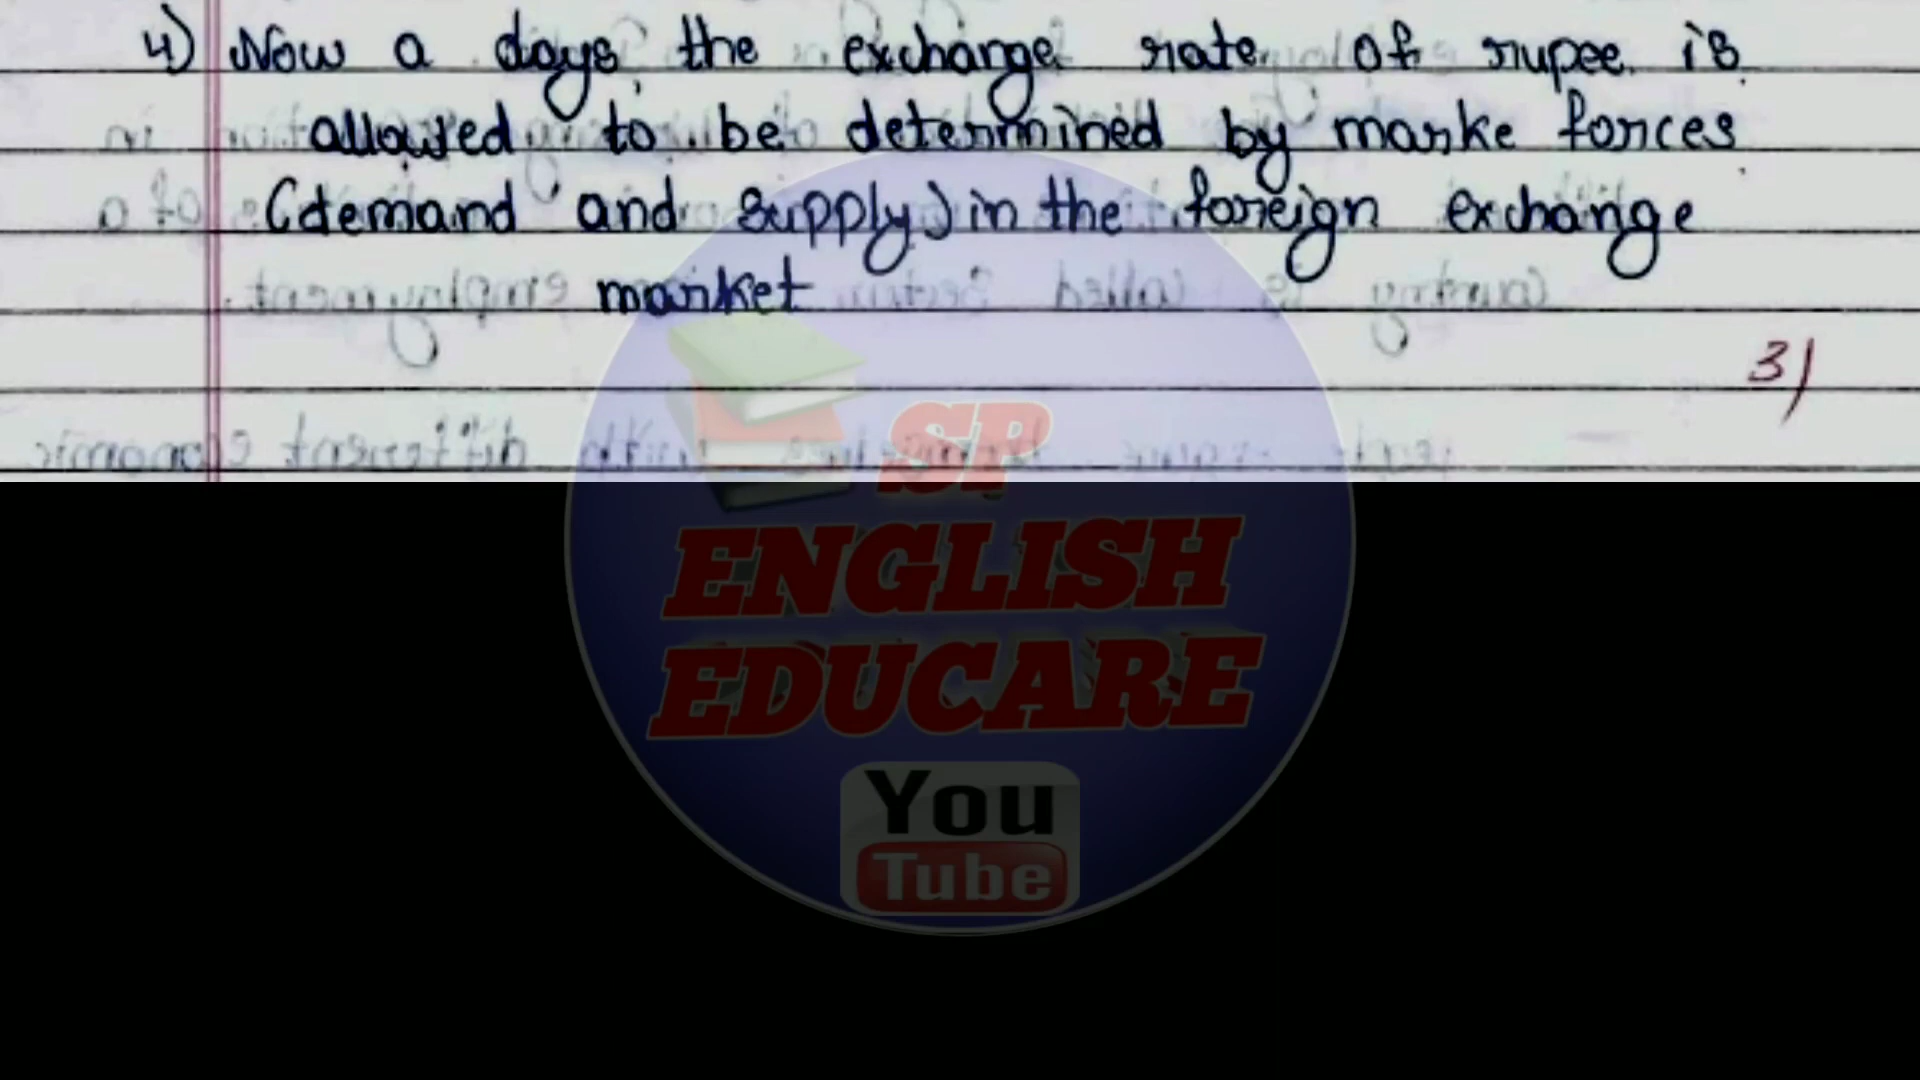 4) Now a days, the exchange rate of rupee is
allowed to be determined by marke forces
(demand and supply) in the foreign exchange
market
3)
SP
ENGLISH
EDUCARE
You
Tube